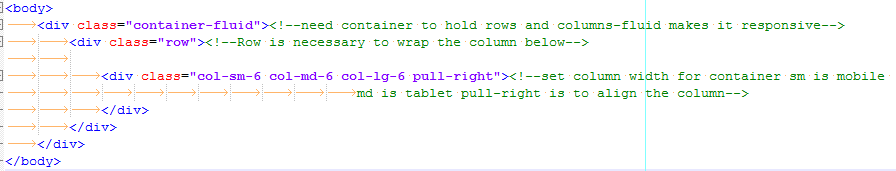 <body>
<div class="container-fluid"><!--need container to hold rows and columns-fluid makes it responsive-->
<div class="row"><!--Row is necessary to wrap the column below-->
<div class="col-sm-6 col-md-6 col-lg-6 pull-right"><!--set column width for container sm is mobile
md is tablet pull-right is to align the column-->
</div>
</div>
</div>
</body>